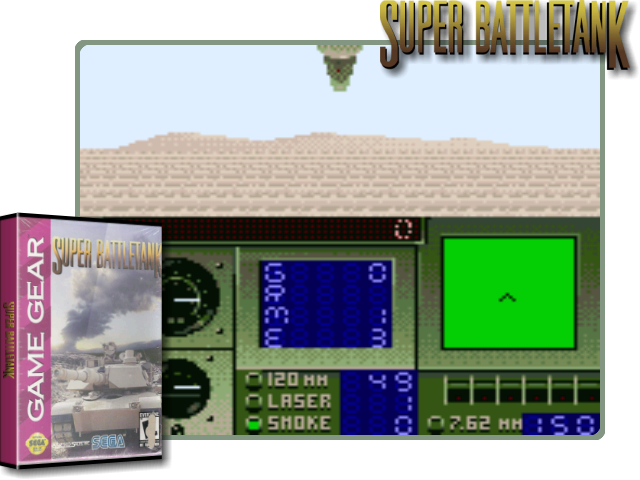 SUPER BATTLETANK
0
G 0
R
M 1
E 3
120 MM 49
LASER 1
SMOKE 0
7.62 MM 150
GAME GEAR
SUPER BATTLETANK
SEGA